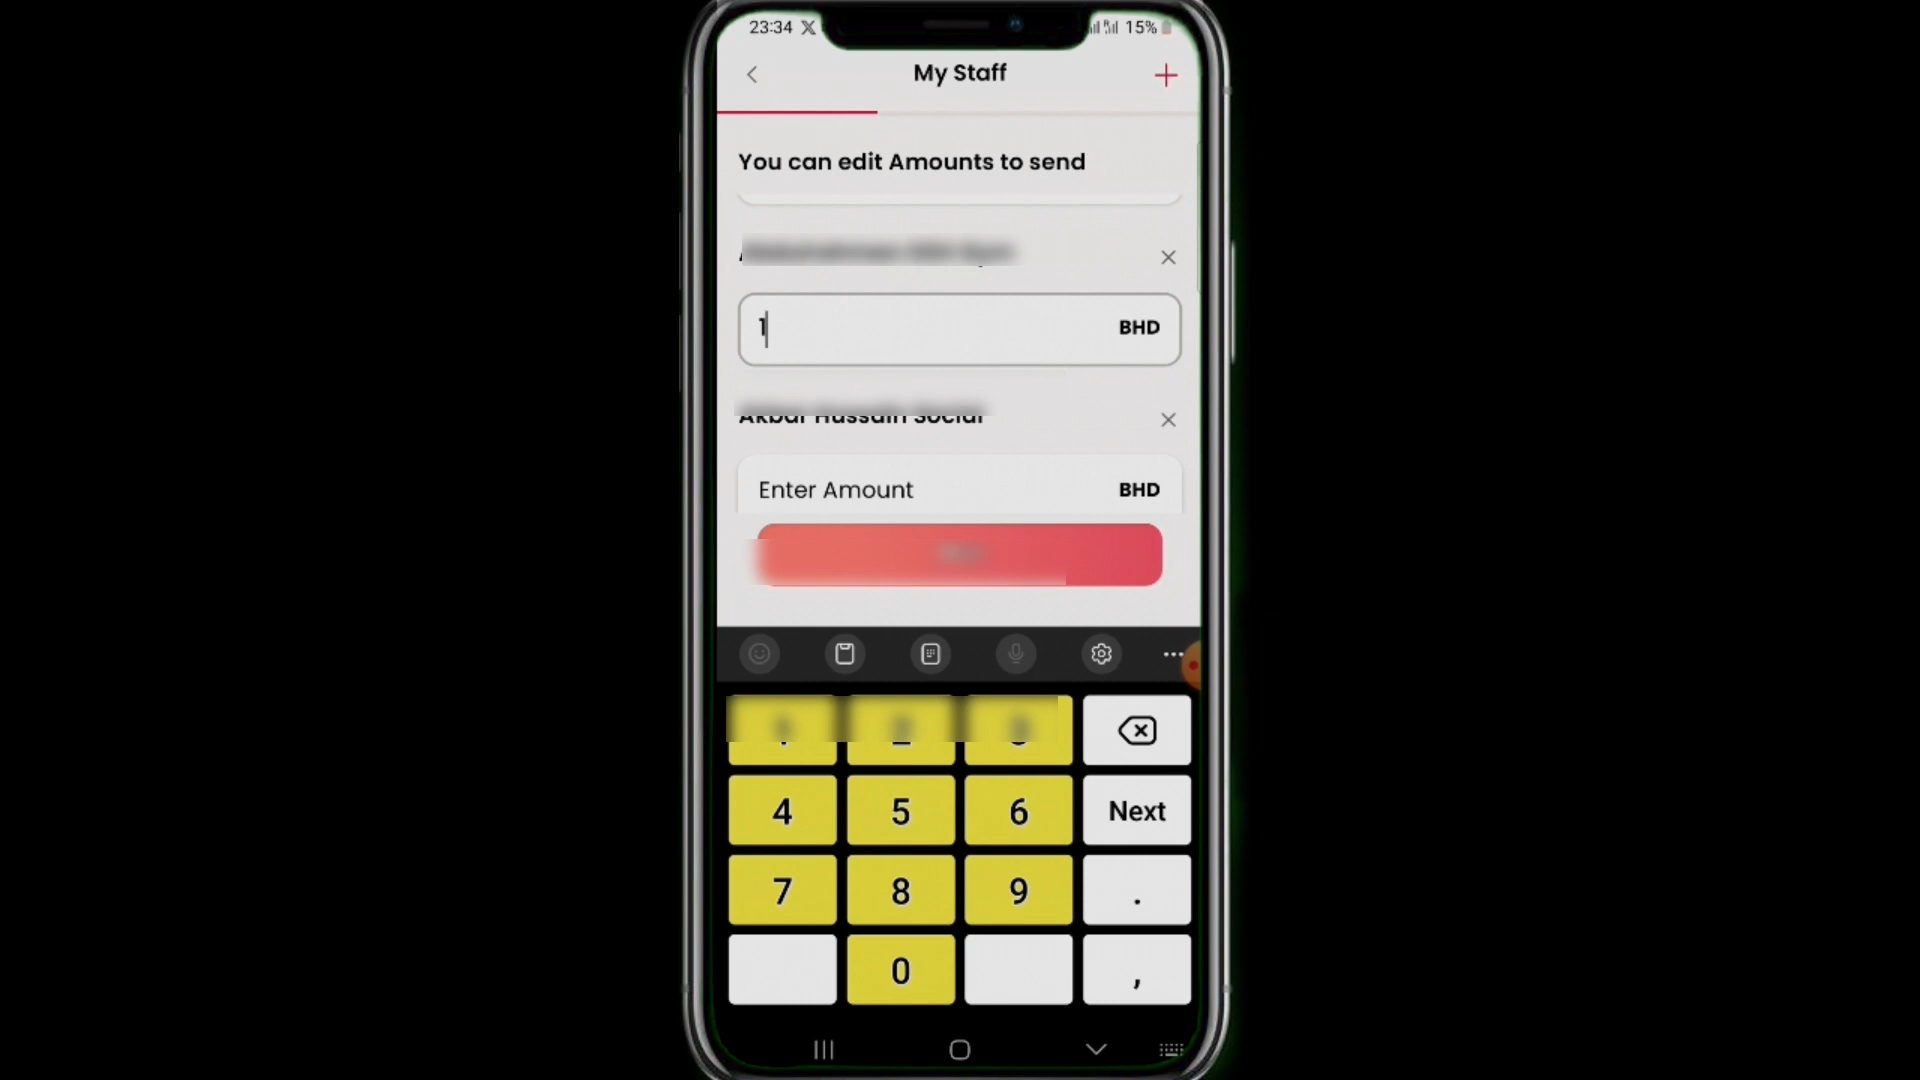 23:34 15%
My Staff
You can edit Amounts to send
1 BHD
Akbar Hussain Social
Enter Amount BHD
4 5 6 Next
7 8 9 .
0 ,